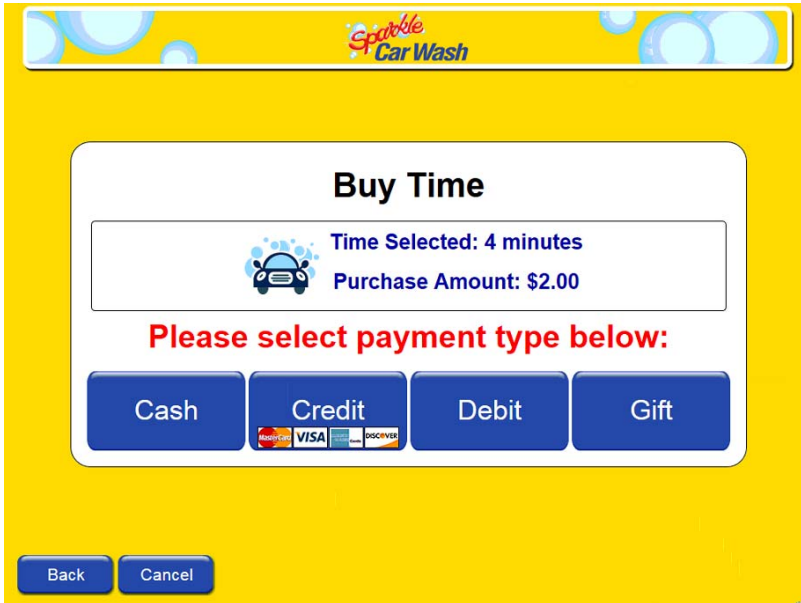 Sparkle
Car Wash
Buy Time
Time Selected: 4 minutes
Purchase Amount: $2.00
Please select payment type below:
Cash
Credit
Debit
Gift
MasterCard VISA DISCOVER
Back
Cancel